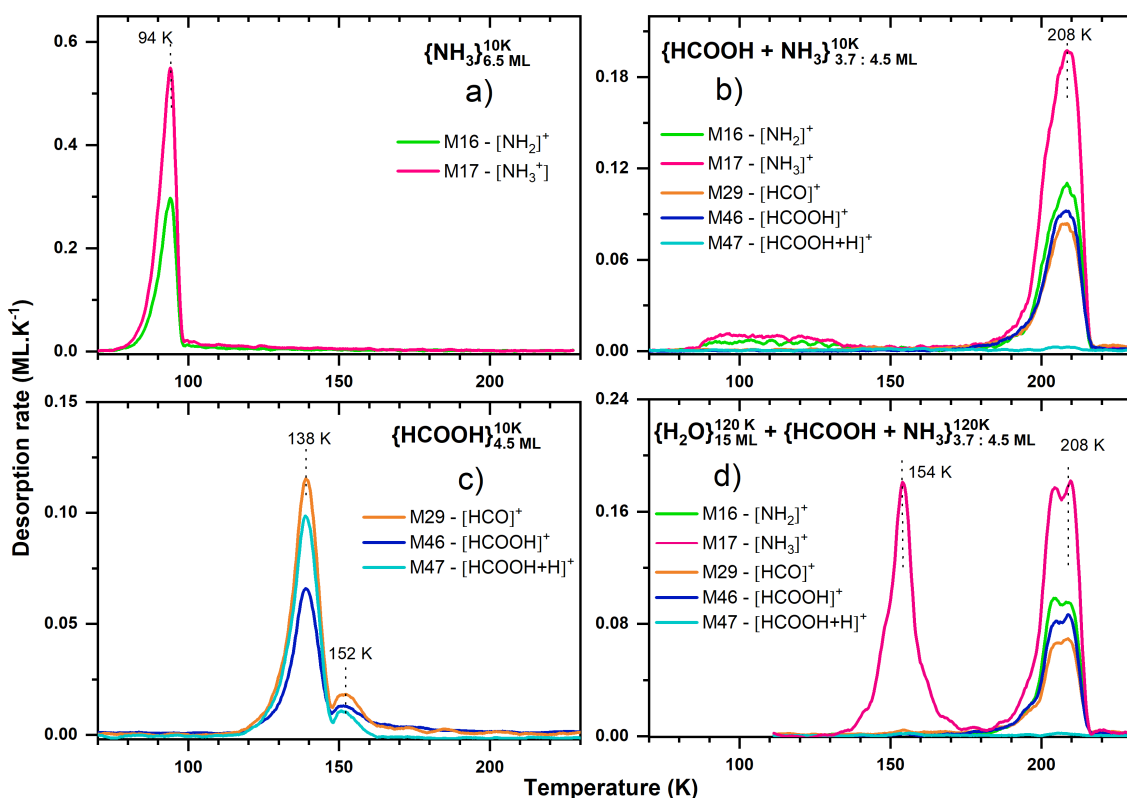 Desorption rate (ML.K⁻¹)
0.6
0.4
0.2
0.0
94 K
{NH₃}¹⁰ᴷ₆.₅ ML
a)
M16 - [NH₂]⁺
M17 - [NH₃⁺]
100
150
200
0.18
0.12
0.06
0.00
{HCOOH + NH₃}¹⁰ᴷ₃.₇ : ₄.₅ ML
208 K
b)
M16 - [NH₂]⁺
M17 - [NH₃]⁺
M29 - [HCO]⁺
M46 - [HCOOH]⁺
M47 - [HCOOH+H]⁺
100
150
200
0.15
0.10
0.05
0.00
138 K
{HCOOH}¹⁰ᴷ₄.₅ ML
c)
M29 - [HCO]⁺
M46 - [HCOOH]⁺
M47 - [HCOOH+H]⁺
152 K
100
150
200
0.24
0.16
0.08
0.00
{H₂O}¹²⁰ ᴷ₁₅ ML + {HCOOH + NH₃}¹²⁰ᴷ₃.₇ : ₄.₅ ML
154 K
d)
208 K
M16 - [NH₂]⁺
M17 - [NH₃]⁺
M29 - [HCO]⁺
M46 - [HCOOH]⁺
M47 - [HCOOH+H]⁺
100
150
200
Temperature (K)